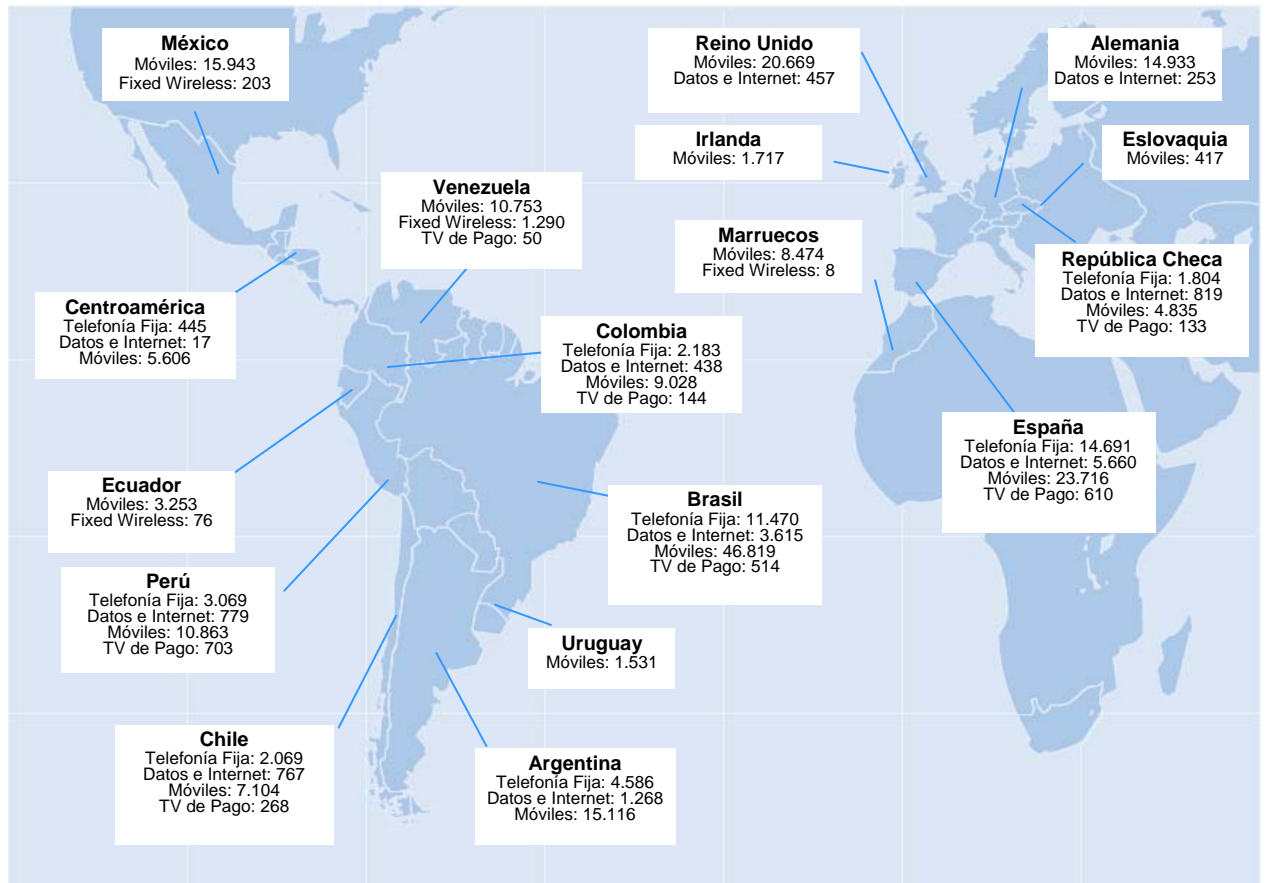 México
Móviles: 15.943
Fixed Wireless: 203
Reino Unido
Móviles: 20.669
Datos e Internet: 457
Alemania
Móviles: 14.933
Datos e Internet: 253
Irlanda
Móviles: 1.717
Eslovaquia
Móviles: 417
Venezuela
Móviles: 10.753
Fixed Wireless: 1.290
TV de Pago: 50
Marruecos
Móviles: 8.474
Fixed Wireless: 8
República Checa
Telefonía Fija: 1.804
Datos e Internet: 819
Móviles: 4.835
TV de Pago: 133
Centroamérica
Telefonía Fija: 445
Datos e Internet: 17
Móviles: 5.606
Colombia
Telefonía Fija: 2.183
Datos e Internet: 438
Móviles: 9.028
TV de Pago: 144
España
Telefonía Fija: 14.691
Datos e Internet: 5.660
Móviles: 23.716
TV de Pago: 610
Ecuador
Móviles: 3.253
Fixed Wireless: 76
Brasil
Telefonía Fija: 11.470
Datos e Internet: 3.615
Móviles: 46.819
TV de Pago: 514
Perú
Telefonía Fija: 3.069
Datos e Internet: 779
Móviles: 10.863
TV de Pago: 703
Uruguay
Móviles: 1.531
Chile
Telefonía Fija: 2.069
Datos e Internet: 767
Móviles: 7.104
TV de Pago: 268
Argentina
Telefonía Fija: 4.586
Datos e Internet: 1.268
Móviles: 15.116